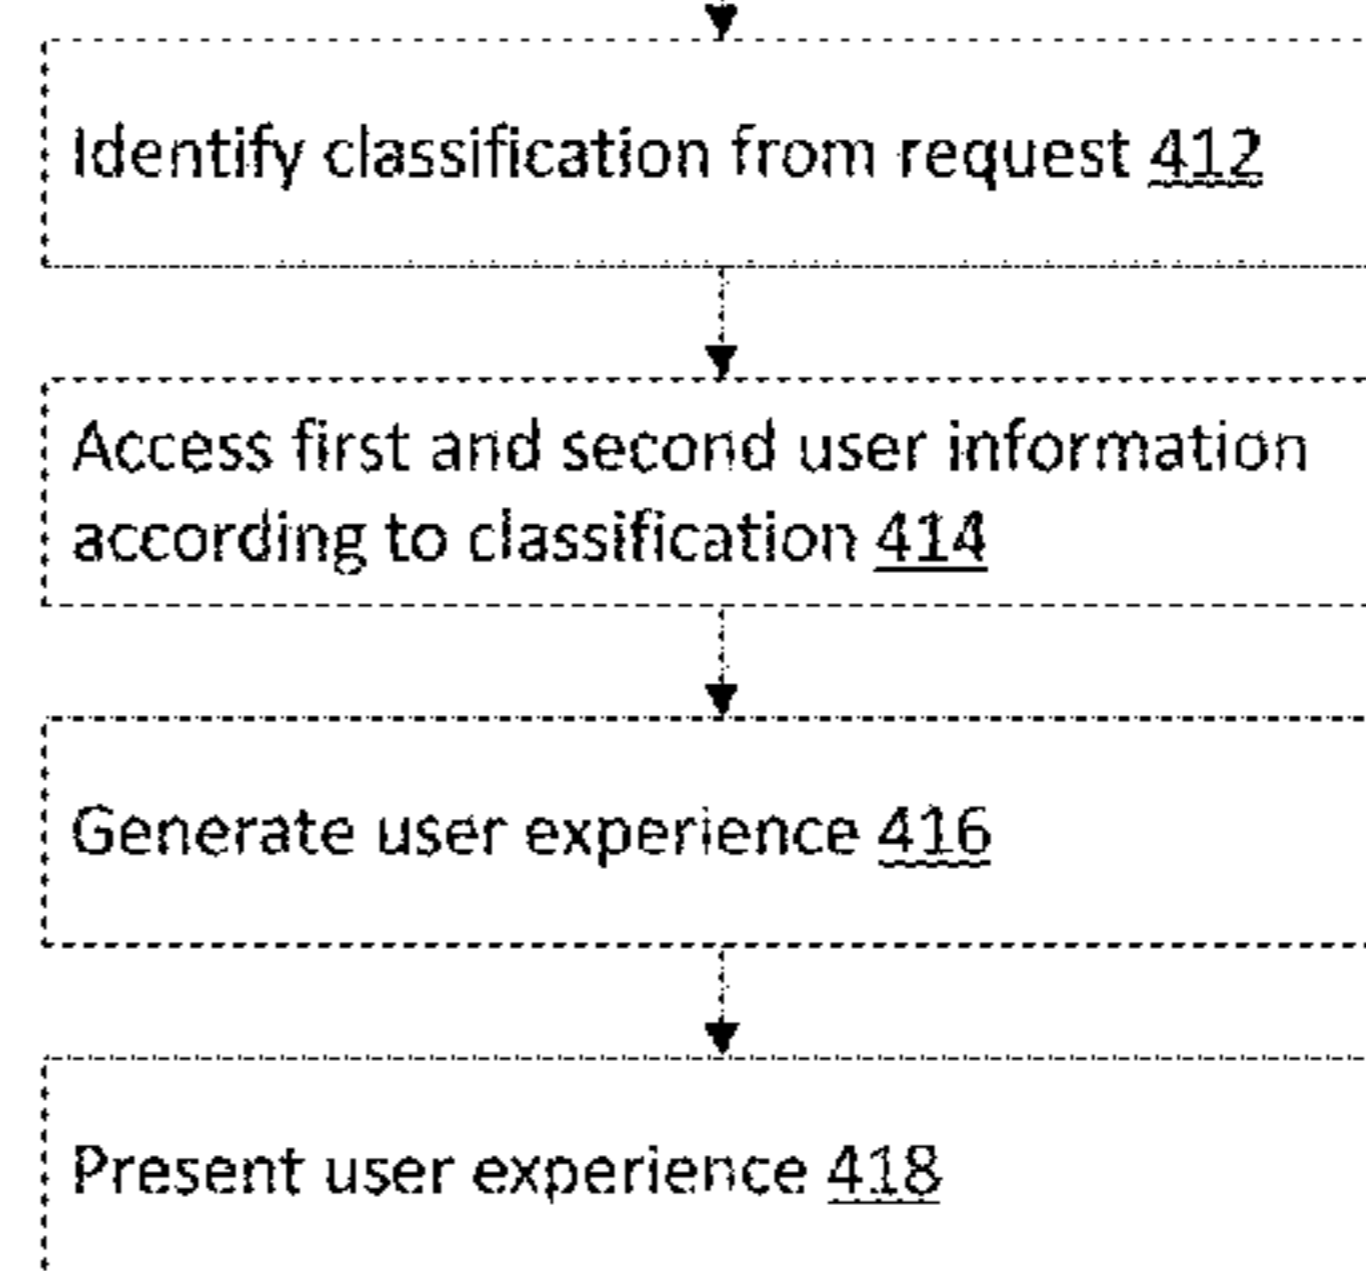 Identify classification from request 412
Access first and second user information
according to classification 414
Generate user experience 416
Present user experience 418